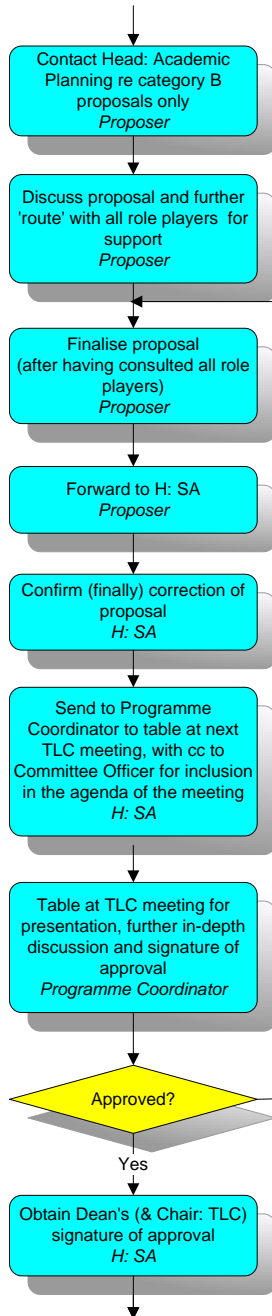 Contact Head: Academic
Planning re category B
proposals only
Proposer
Discuss proposal and further
'route' with all role players for
support
Proposer
Finalise proposal
(after having consulted all role
players)
Proposer
Forward to H: SA
Proposer
Confirm (finally) correction of
proposal
H: SA
Send to Programme
Coordinator to table at next
TLC meeting, with cc to
Committee Officer for inclusion
in the agenda of the meeting
H: SA
Table at TLC meeting for
presentation, further in-depth
discussion and signature of
approval
Programme Coordinator
Approved?
Yes
Obtain Dean's (& Chair: TLC)
signature of approval
H: SA